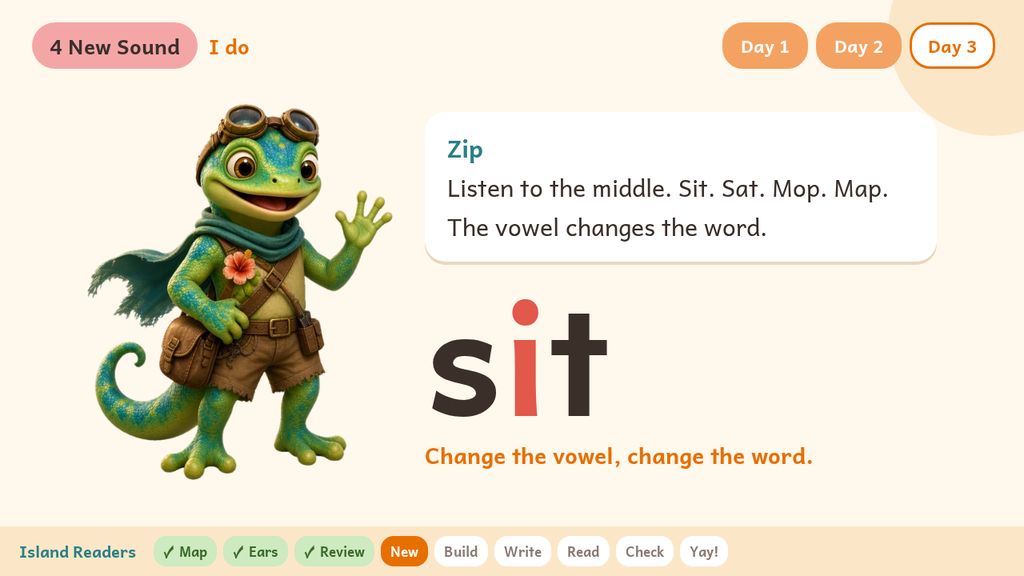 4 New Sound
I do
Day 1
Day 2
Day 3
Zip
Listen to the middle. Sit. Sat. Mop. Map.
The vowel changes the word.
sit
Change the vowel, change the word.
Island Readers
✓ Map
✓ Ears
✓ Review
New
Build
Write
Read
Check
Yay!